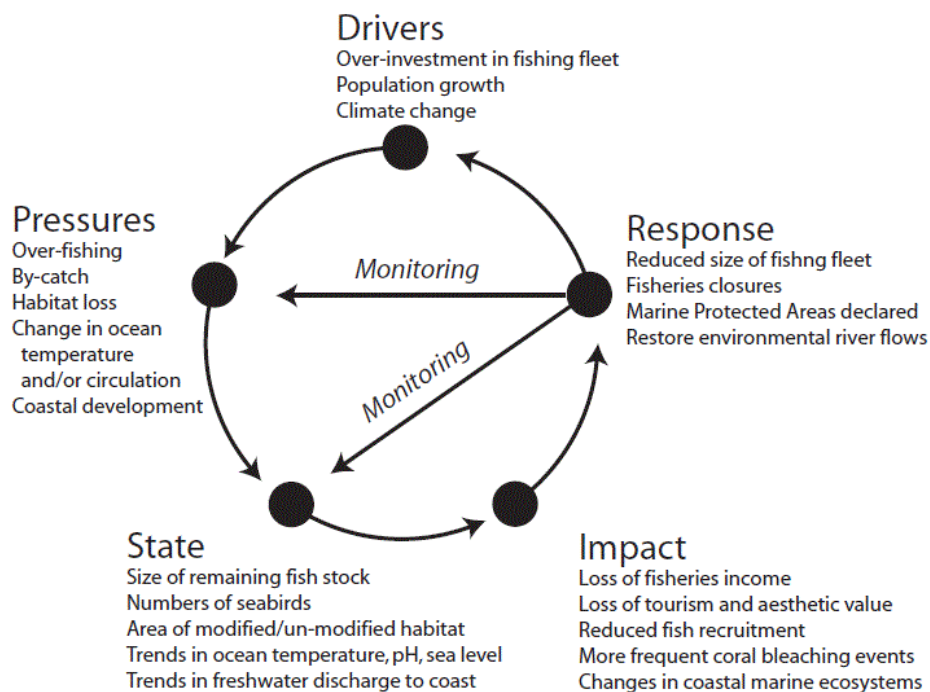 Drivers
Over-investment in fishing fleet
Population growth
Climate change
Pressures
Over-fishing
By-catch
Habitat loss
Change in ocean
temperature
and/or circulation
Coastal development
Monitoring
Monitoring
Response
Reduced size of fishng fleet
Fisheries closures
Marine Protected Areas declared
Restore environmental river flows
State
Size of remaining fish stock
Numbers of seabirds
Area of modified/un-modified habitat
Trends in ocean temperature, pH, sea level
Trends in freshwater discharge to coast
Impact
Loss of fisheries income
Loss of tourism and aesthetic value
Reduced fish recruitment
More frequent coral bleaching events
Changes in coastal marine ecosystems